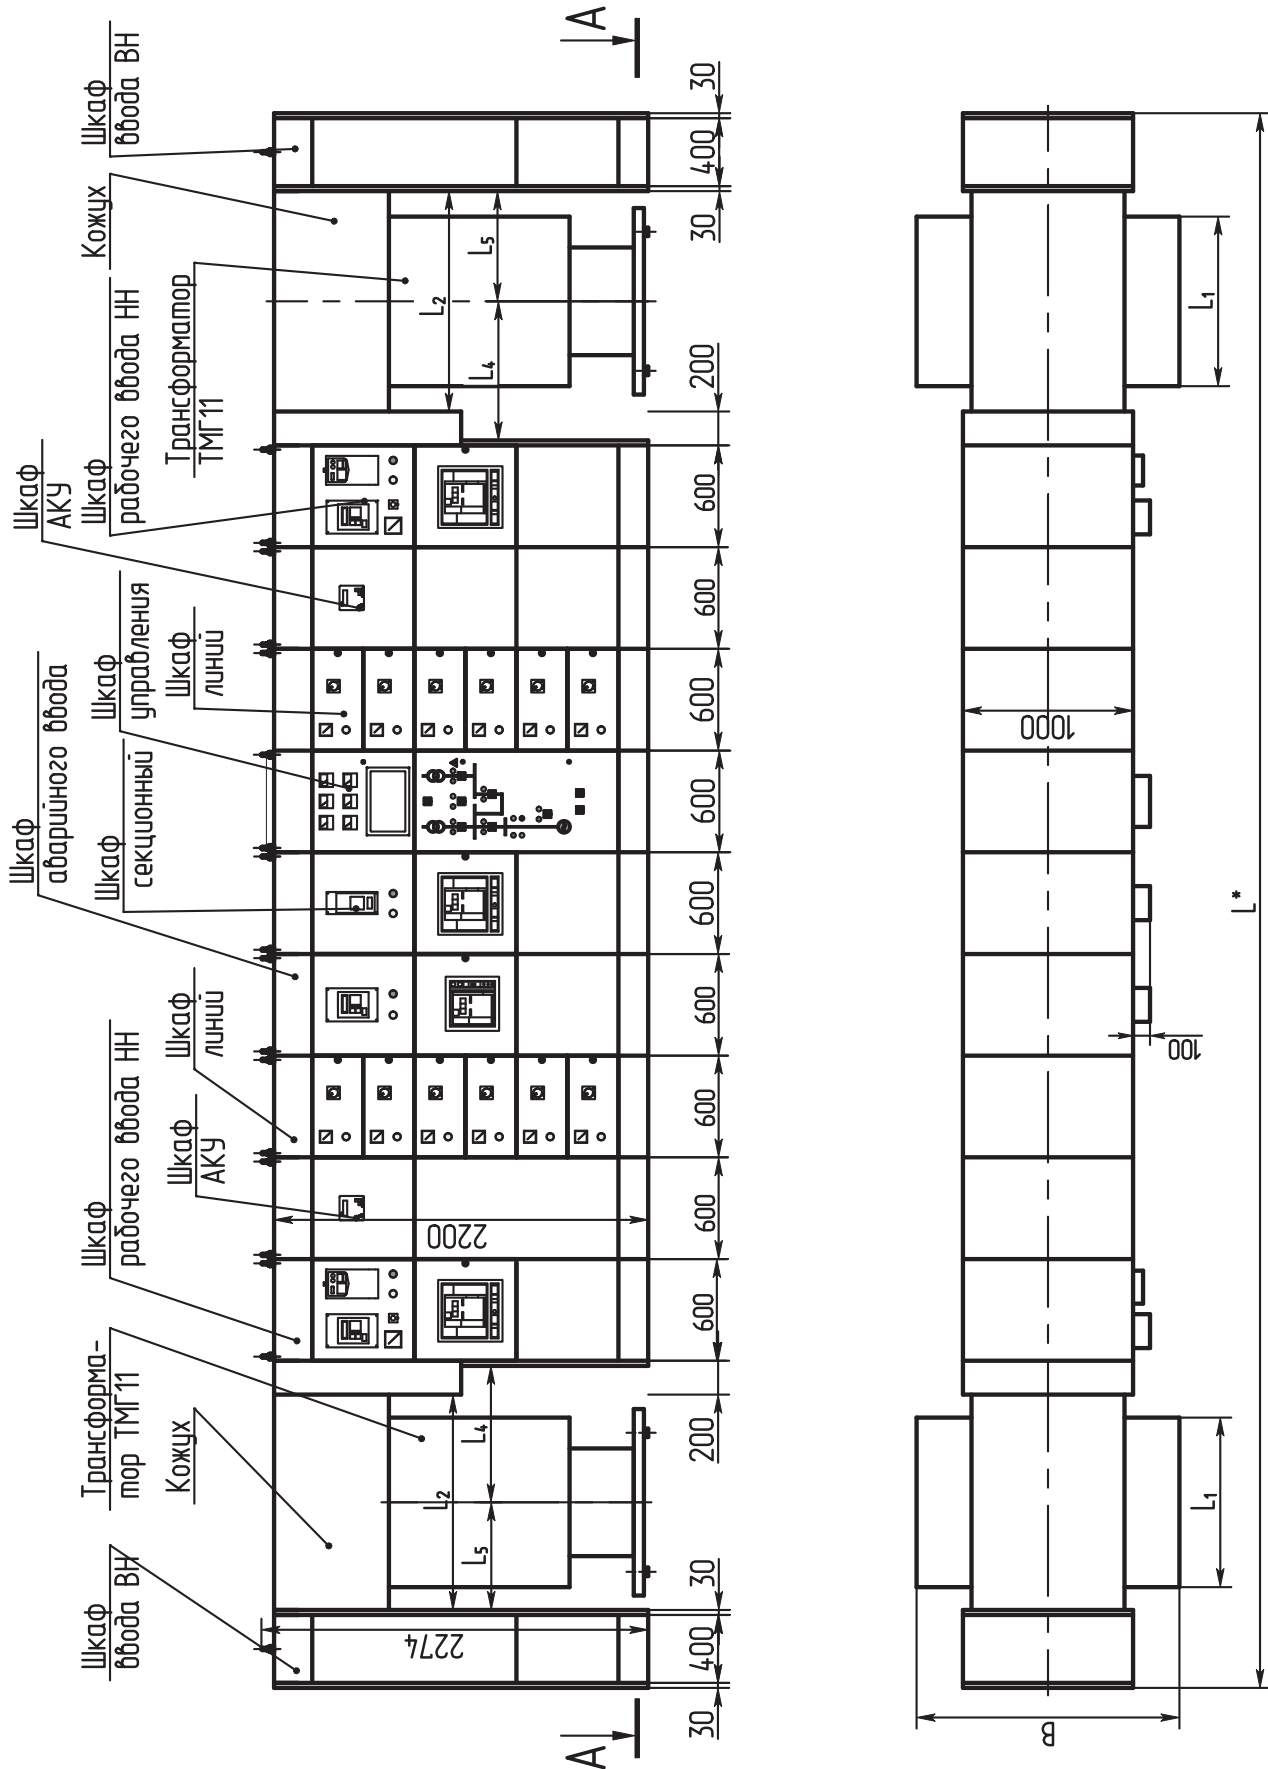 Шкаф
ввода ВН
Кожух
Трансформа-
тор ТМГ11
Шкаф
рабочего ввода НН
Шкаф
АКУ
Шкаф
линий
Шкаф
аварийного ввода
Шкаф
секционный
Шкаф
управления
Шкаф
линий
Шкаф
АКУ
Шкаф
рабочего ввода НН
Трансформатор
ТМГ11
Кожух
Шкаф
ввода ВН
А
А
2274
L5
L2
L4
2200
L4
L2
L5
30
400
30
200
600
600
600
600
600
600
600
600
600
200
30
400
30
B
L1
100
1000
L1
L*